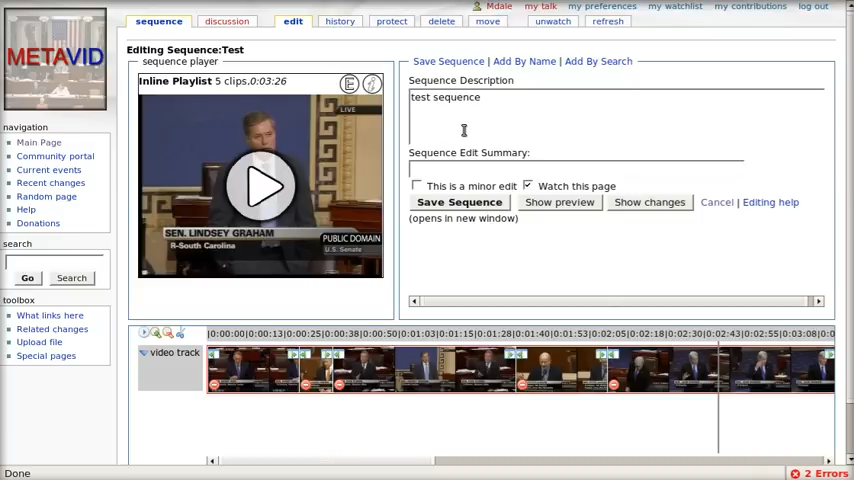 Mdale my talk my preferences my watchlist my contributions log out
sequence discussion edit history protect delete move unwatch refresh
METAVID
navigation
Main Page
Community portal
Current events
Recent changes
Random page
Help
Donations
search
Go Search
toolbox
What links here
Related changes
Upload file
Special pages
Editing Sequence:Test
sequence player
Inline Playlist 5 clips,0:03:26
E i
LIVE
SEN. LINDSEY GRAHAM
R-South Carolina
PUBLIC DOMAIN
U.S. Senate
Save Sequence | Add By Name | Add By Search
Sequence Description
test sequence
Sequence Edit Summary:
This is a minor edit Watch this page
Save Sequence Show preview Show changes Cancel | Editing help
(opens in new window)
|0:00:00 |0:00:13 |0:00:25 |0:00:38 |0:00:50 |0:01:03 |0:01:15 |0:01:28 |0:01:40 |0:01:53 |0:02:05 |0:02:18 |0:02:30 |0:02:43 |0:02:55 |0:03:08
video track
Done
2 Errors